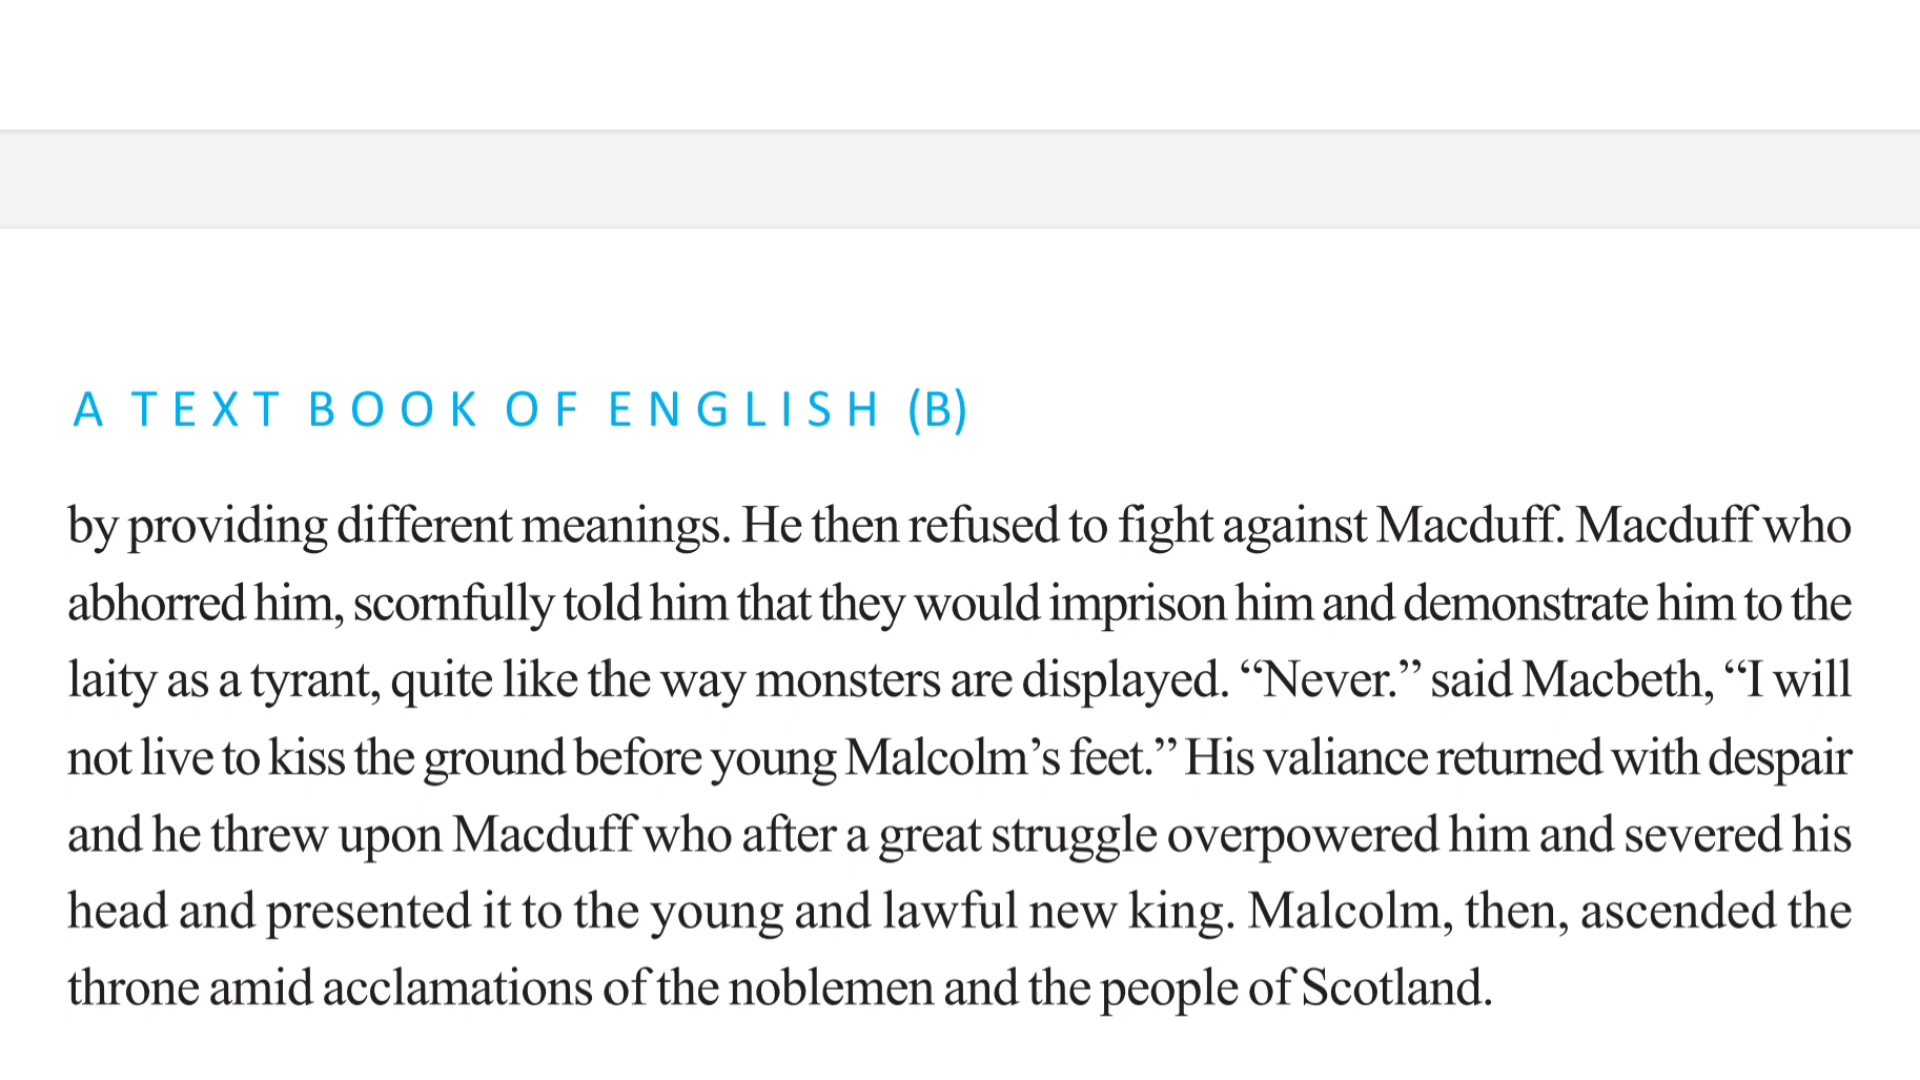 A TEXT BOOK OF ENGLISH (B)
by providing different meanings. He then refused to fight against Macduff. Macduff who
abhorred him, scornfully told him that they would imprison him and demonstrate him to the
laity as a tyrant, quite like the way monsters are displayed. “Never.” said Macbeth, “I will
not live to kiss the ground before young Malcolm’s feet.” His valiance returned with despair
and he threw upon Macduff who after a great struggle overpowered him and severed his
head and presented it to the young and lawful new king. Malcolm, then, ascended the
throne amid acclamations of the noblemen and the people of Scotland.